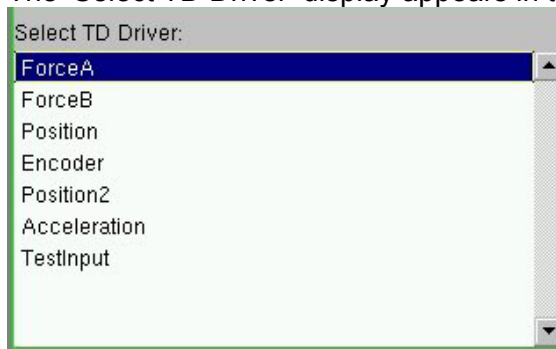 Select TD Driver:
ForceA
ForceB
Position
Encoder
Position2
Acceleration
TestInput